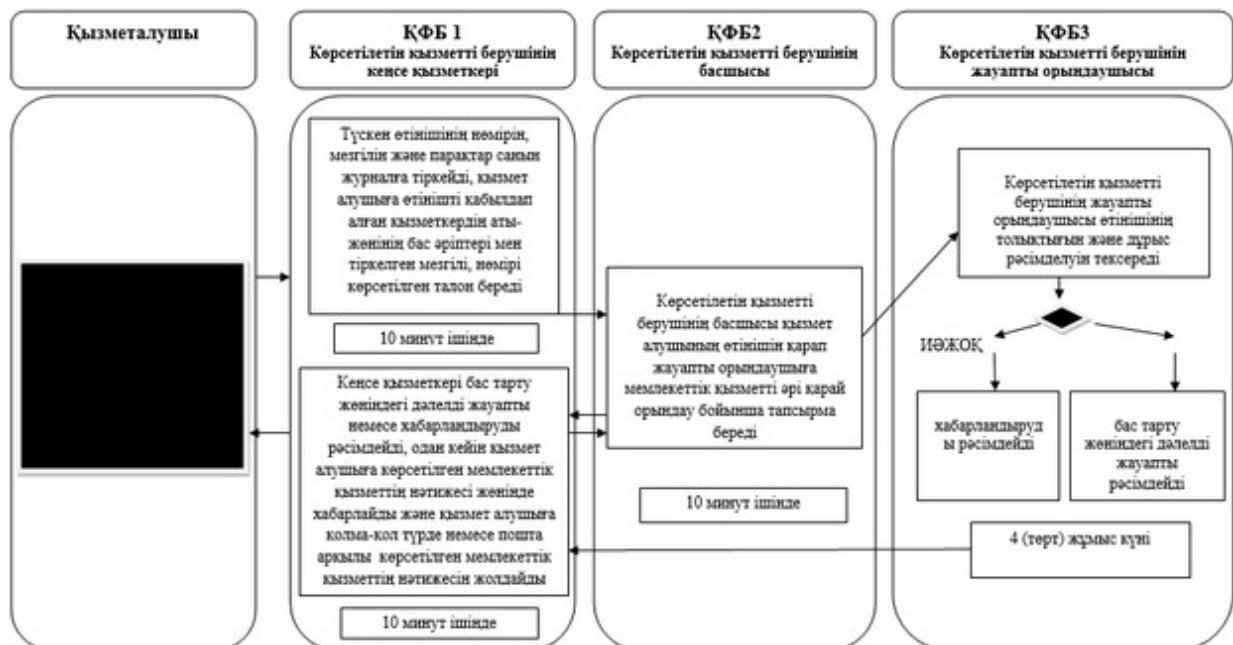 Қызметалушы
ҚФБ 1
Көрсетілетін қызметті берушінің
кеңсе қызметкері
ҚФБ2
Көрсетілетін қызметті берушінің
басшысы
ҚФБ3
Көрсетілетін қызметті берушінің
жауапты орындаушысы
Түскен өтінішінің нөмірін,
мезгілін және парақтар санын
журналға тіркейді, қызмет
алушыға өтінішті қабылдап
алған қызметкердің аты-
жөнінің бас әріптері мен
тіркелген мезгілі, нөмірі
көрсетілген талон береді
10 минут ішінде
Кеңсе қызметкері бас тарту
жөніндегі дәлелді жауапты
немесе хабарландыруды
рәсімдейді, одан кейін қызмет
алушыға көрсетілген мемлекеттік
қызметтің нәтижесі жөнінде
хабарлайды және қызмет алушыға
колма-кол түрде немесе пошта
арқылы көрсетілген мемлекеттік
қызметтің нәтижесін жолдайды
10 минут ішінде
Көрсетілетін қызметті
берушінің басшысы қызмет
алушының өтінішін қарап
жауапты орындаушыға
мемлекеттік қызметті әрі қарай
орындау бойынша тапсырма
береді
10 минут ішінде
Көрсетілетін қызметті
берушінің жауапты
орындаушысы өтінішінің
толықтығын және дұрыс
рәсімделуін тексереді
ИӘЖОҚ
хабарландыруд
ы рәсімдейді
бас тарту
жөніндегі дәлелді
жауапты
рәсімдейді
4 (төрт) жұмыс күні